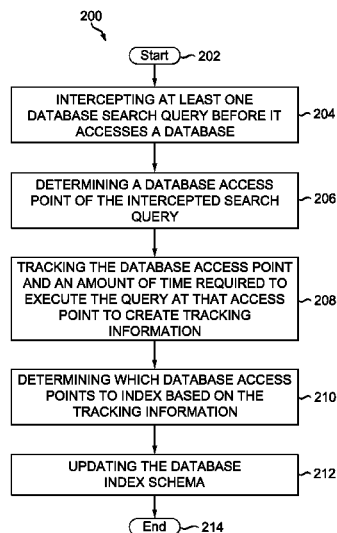 200
Start
202
INTERCEPTING AT LEAST ONE
DATABASE SEARCH QUERY BEFORE IT
ACCESSES A DATABASE
204
DETERMINING A DATABASE ACCESS
POINT OF THE INTERCEPTED SEARCH
QUERY
206
TRACKING THE DATABASE ACCESS POINT
AND AN AMOUNT OF TIME REQUIRED TO
EXECUTE THE QUERY AT THAT ACCESS
POINT TO CREATE TRACKING
INFORMATION
208
DETERMINING WHICH DATABASE ACCESS
POINTS TO INDEX BASED ON THE
TRACKING INFORMATION
210
UPDATING THE DATABASE
INDEX SCHEMA
212
End
214